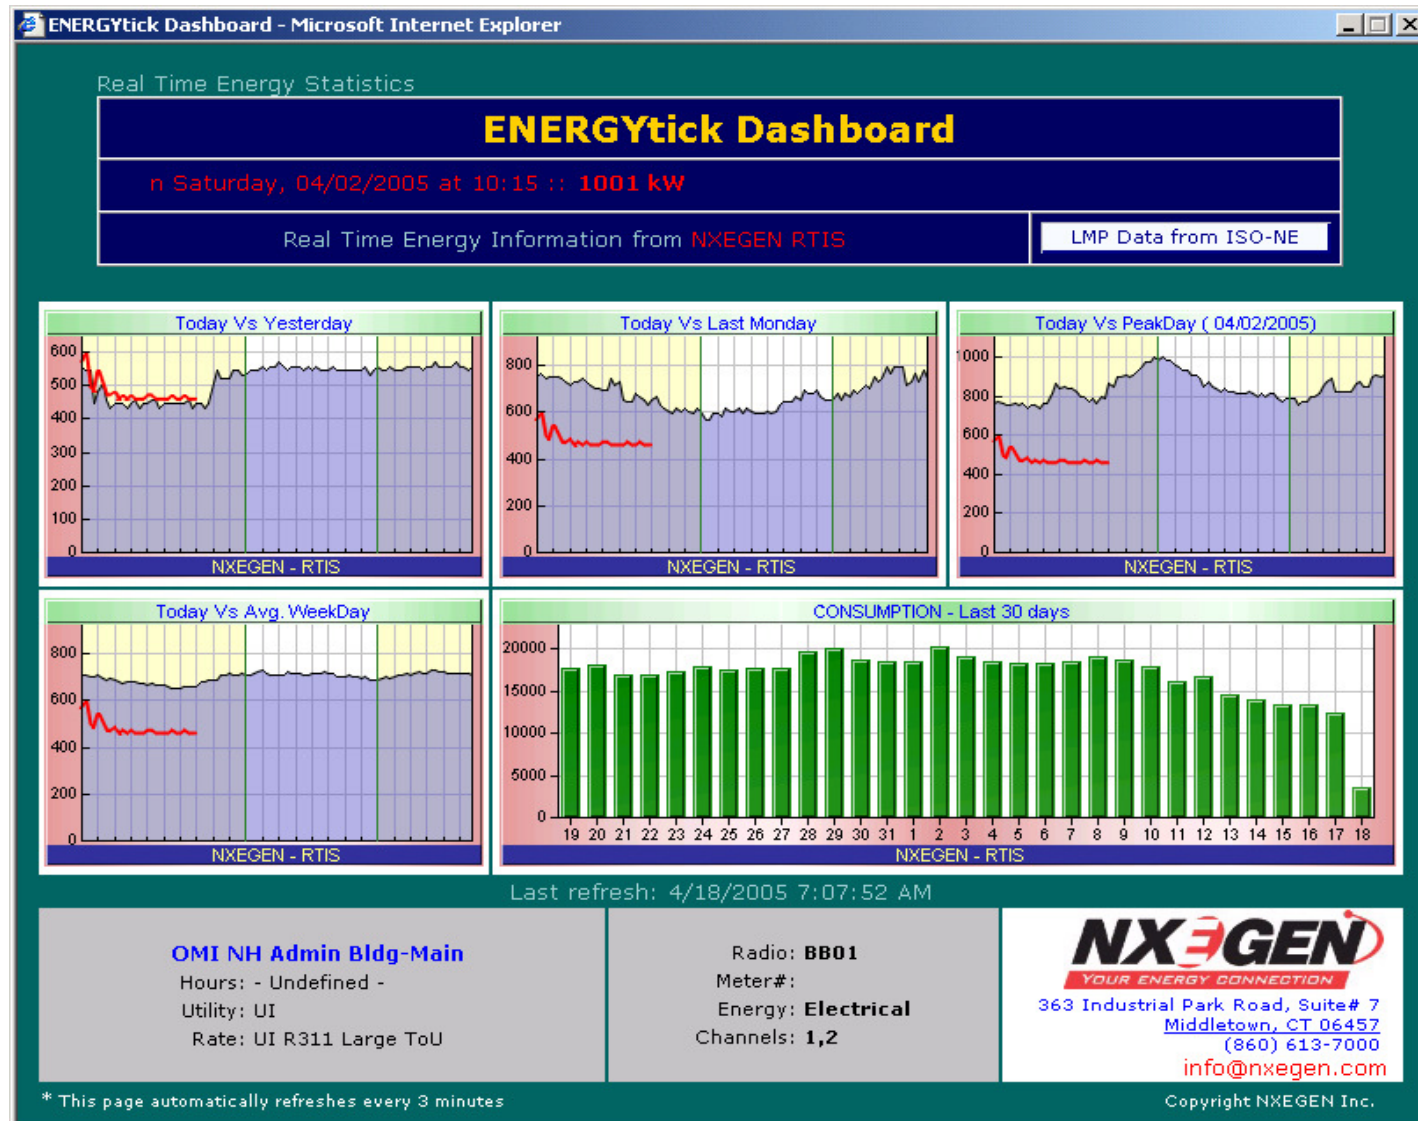 ENERGYtick Dashboard - Microsoft Internet Explorer
Real Time Energy Statistics
ENERGYtick Dashboard
n Saturday, 04/02/2005 at 10:15 :: 1001 kW
Real Time Energy Information from NXEGEN RTIS
LMP Data from ISO-NE
Today Vs Yesterday
600
500
400
300
200
100
0
NXEGEN - RTIS
Today Vs Last Monday
800
600
400
200
0
NXEGEN - RTIS
Today Vs PeakDay ( 04/02/2005)
1000
800
600
400
200
0
NXEGEN - RTIS
Today Vs Avg. WeekDay
800
600
400
200
0
NXEGEN - RTIS
CONSUMPTION - Last 30 days
20000
15000
10000
5000
0
19 20 21 22 23 24 25 26 27 28 29 30 31 1 2 3 4 5 6 7 8 9 10 11 12 13 14 15 16 17 18
NXEGEN - RTIS
Last refresh: 4/18/2005 7:07:52 AM
OMI NH Admin Bldg-Main
Hours: - Undefined -
Utility: UI
Rate: UI R311 Large ToU
Radio: BB01
Meter#:
Energy: Electrical
Channels: 1,2
NXEGEN
YOUR ENERGY CONNECTION
363 Industrial Park Road, Suite# 7
Middletown, CT 06457
(860) 613-7000
info@nxegen.com
* This page automatically refreshes every 3 minutes
Copyright NXEGEN Inc.